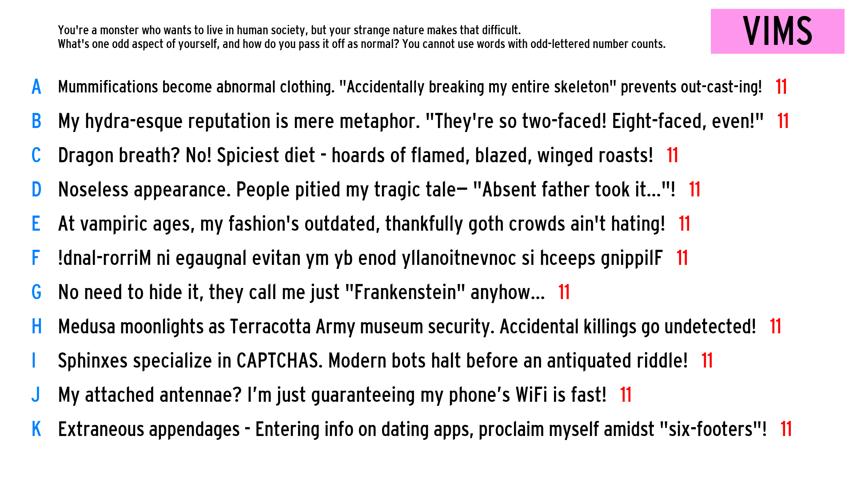 You're a monster who wants to live in human society, but your strange nature makes that difficult.
What's one odd aspect of yourself, and how do you pass it off as normal? You cannot use words with odd-lettered number counts.
VIMS
A Mummifications become abnormal clothing. "Accidentally breaking my entire skeleton" prevents out-cast-ing! 11
B My hydra-esque reputation is mere metaphor. "They're so two-faced! Eight-faced, even!" 11
C Dragon breath? No! Spiciest diet - hoards of flamed, blazed, winged roasts! 11
D Noseless appearance. People pitied my tragic tale— "Absent father took it..."! 11
E At vampiric ages, my fashion's outdated, thankfully goth crowds ain't hating! 11
F !dnal-rorriM ni egaugnal evitan ym yb enod yllanoitnevnoc si hceeps gnippilF 11
G No need to hide it, they call me just "Frankenstein" anyhow... 11
H Medusa moonlights as Terracotta Army museum security. Accidental killings go undetected! 11
I Sphinxes specialize in CAPTCHAS. Modern bots halt before an antiquated riddle! 11
J My attached antennae? I’m just guaranteeing my phone’s WiFi is fast! 11
K Extraneous appendages - Entering info on dating apps, proclaim myself amidst "six-footers"! 11